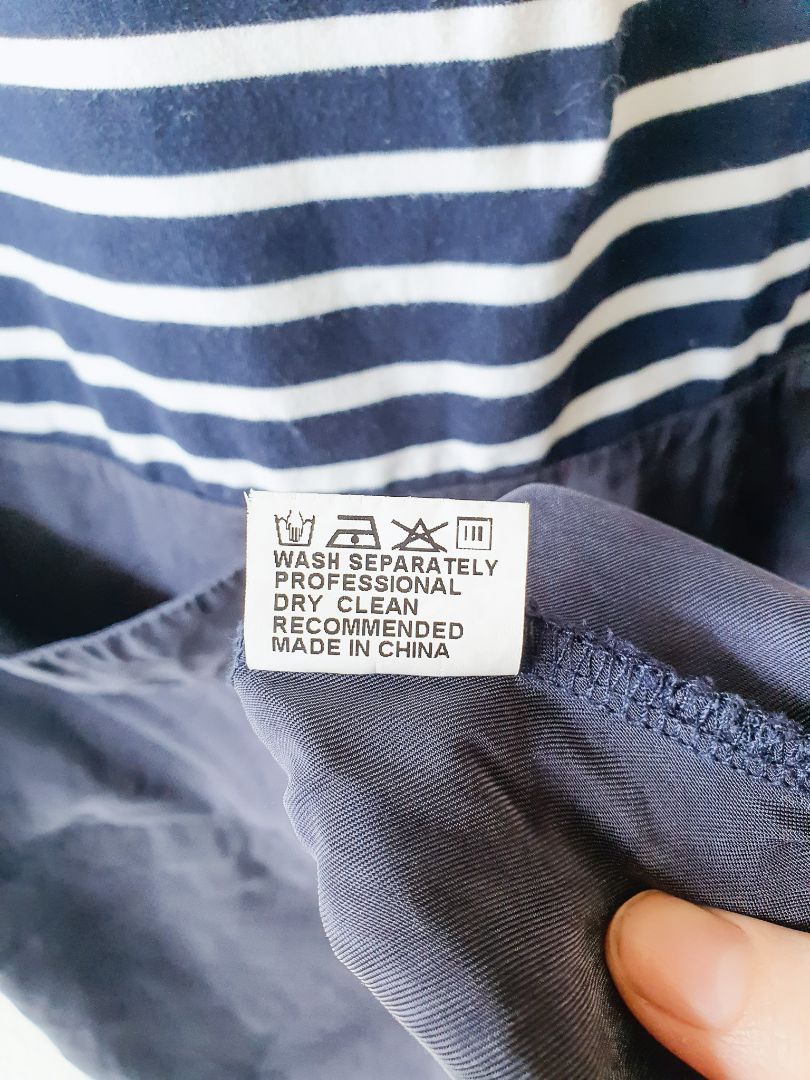 WASH SEPARATELY
PROFESSIONAL
DRY CLEAN
RECOMMENDED
MADE IN CHINA